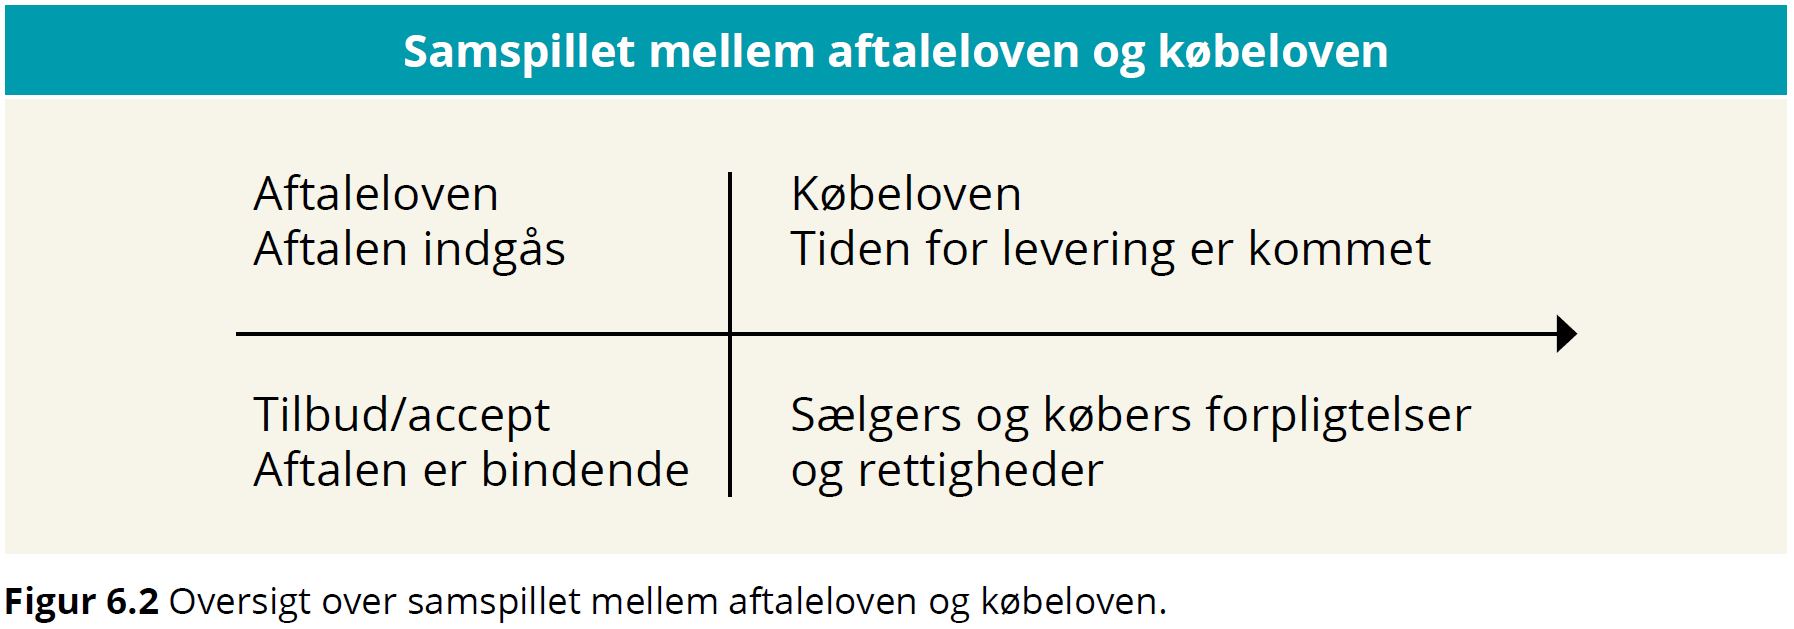 Samspillet mellem aftaleloven og købeloven
Aftaleloven
Aftalen indgås
Købeloven
Tiden for levering er kommet
Tilbud/accept
Aftalen er bindende
Sælgers og købers forpligtelser
og rettigheder
Figur 6.2 Oversigt over samspillet mellem aftaleloven og købeloven.